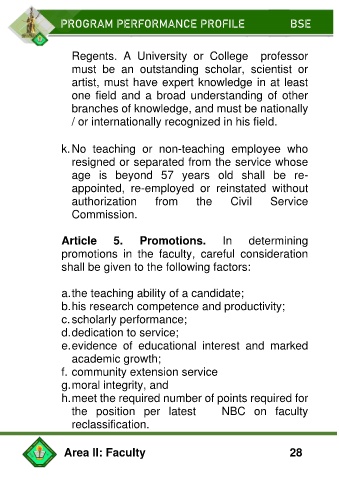 PROGRAM PERFORMANCE PROFILE BSE
Regents. A University or College professor
must be an outstanding scholar, scientist or
artist, must have expert knowledge in at least
one field and a broad understanding of other
branches of knowledge, and must be nationally
/ or internationally recognized in his field.
k.No teaching or non-teaching employee who
resigned or separated from the service whose
age is beyond 57 years old shall be re-
appointed, re-employed or reinstated without
authorization from the Civil Service
Commission.
Article 5. Promotions. In determining
promotions in the faculty, careful consideration
shall be given to the following factors:
a.the teaching ability of a candidate;
b.his research competence and productivity;
c.scholarly performance;
d.dedication to service;
e.evidence of educational interest and marked
academic growth;
f. community extension service
g.moral integrity, and
h.meet the required number of points required for
the position per latest NBC on faculty
reclassification.
Area II: Faculty 28